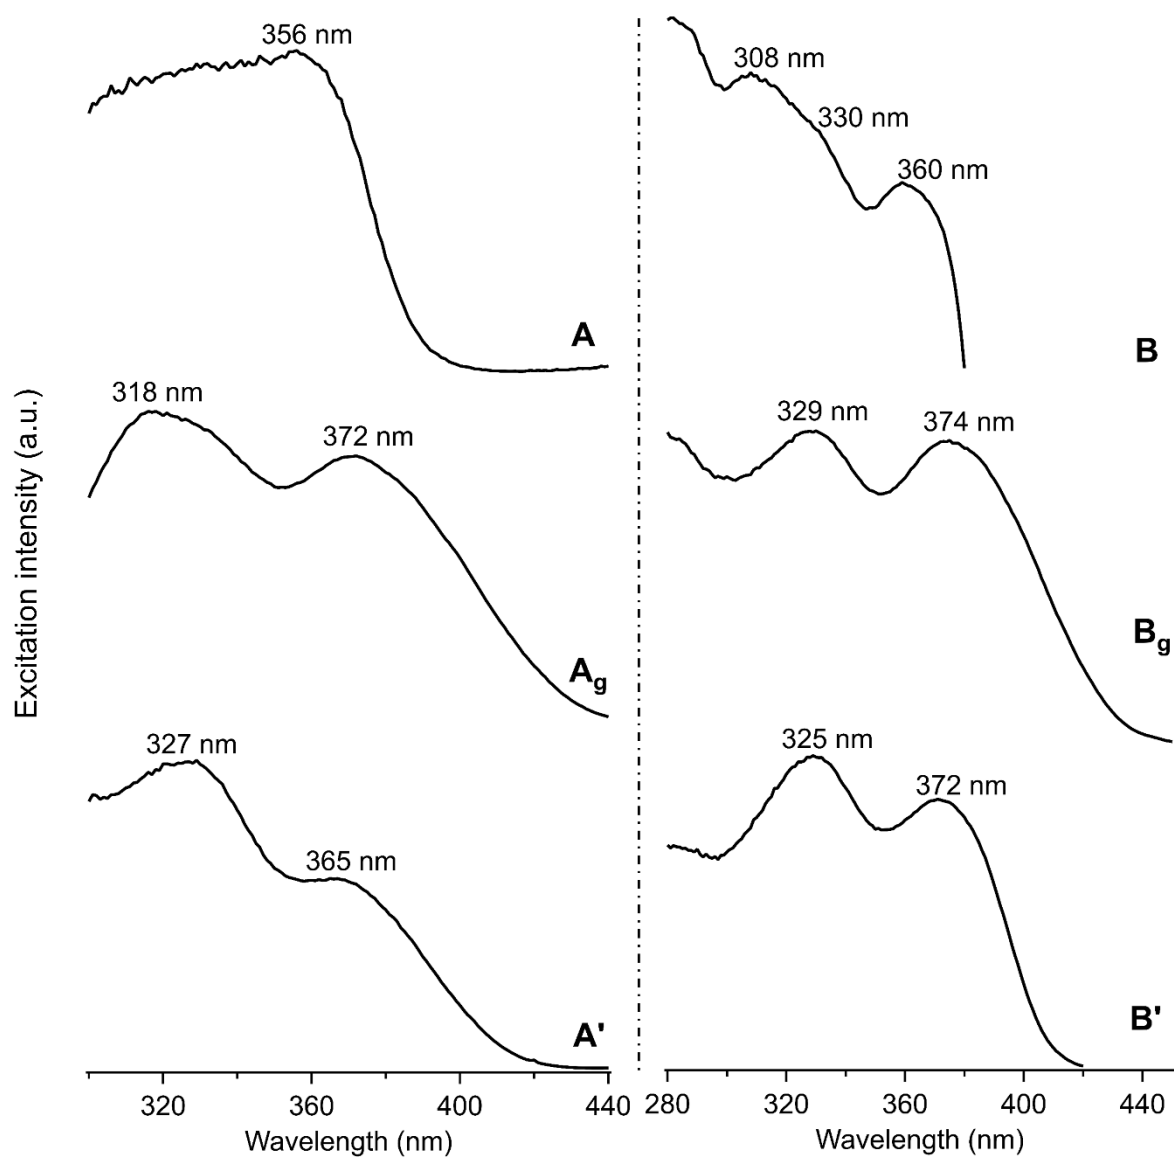 Excitation intensity (a.u.)
356 nm
A
318 nm
372 nm
Ag
327 nm
365 nm
A'
320
360
400
440
Wavelength (nm)
308 nm
330 nm
360 nm
B
329 nm
374 nm
Bg
325 nm
372 nm
B'
280
320
360
400
440
Wavelength (nm)